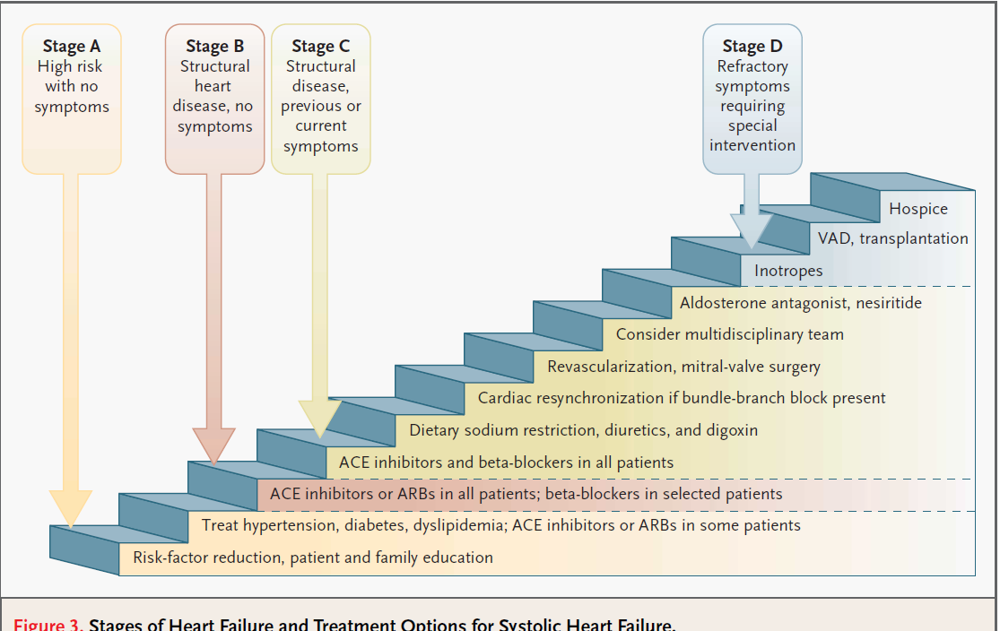 Stage A
High risk
with no
symptoms
Stage B
Structural
heart
disease, no
symptoms
Stage C
Structural
disease,
previous or
current
symptoms
Stage D
Refractory
symptoms
requiring
special
intervention
Hospice
VAD, transplantation
Inotropes
Aldosterone antagonist, nesiritide
Consider multidisciplinary team
Revascularization, mitral-valve surgery
Cardiac resynchronization if bundle-branch block present
Dietary sodium restriction, diuretics, and digoxin
ACE inhibitors and beta-blockers in all patients
ACE inhibitors or ARBs in all patients; beta-blockers in selected patients
Treat hypertension, diabetes, dyslipidemia; ACE inhibitors or ARBs in some patients
Risk-factor reduction, patient and family education
Figure 3. Stages of Heart Failure and Treatment Options for Systolic Heart Failure.